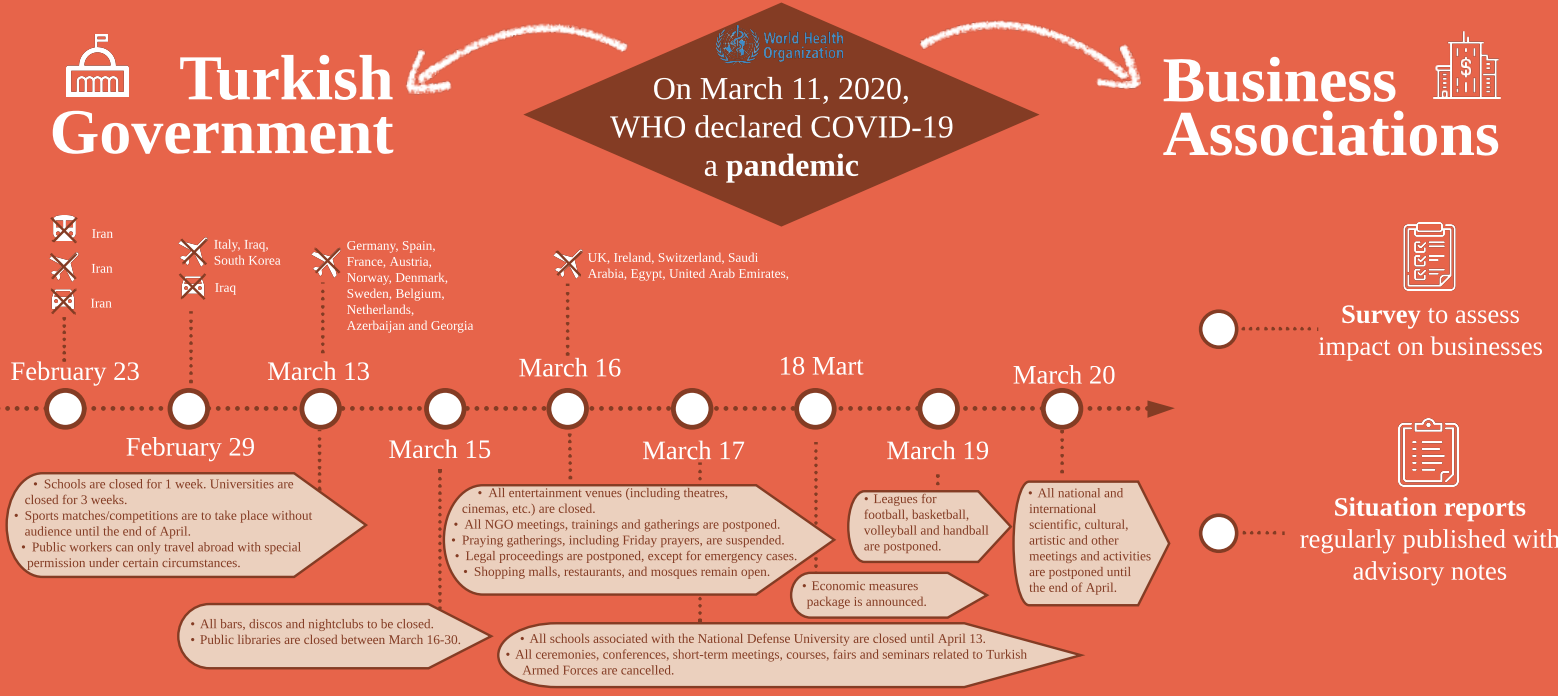 World Health
Organization
On March 11, 2020,
WHO declared COVID-19
a pandemic
Turkish
Government
Business
Associations
Iran
Iran
Iran
Italy, Iraq,
South Korea
Iraq
Germany, Spain,
France, Austria,
Norway, Denmark,
Sweden, Belgium,
Netherlands,
Azerbaijan and Georgia
UK, Ireland, Switzerland, Saudi
Arabia, Egypt, United Arab Emirates,
February 23
March 13
March 16
18 Mart
March 20
February 29
March 15
March 17
March 19
• Schools are closed for 1 week. Universities are
closed for 3 weeks.
• Sports matches/competitions are to take place without
audience until the end of April.
• Public workers can only travel abroad with special
permission under certain circumstances.
• All bars, discos and nightclubs to be closed.
• Public libraries are closed between March 16-30.
• All entertainment venues (including theatres,
cinemas, etc.) are closed.
• All NGO meetings, trainings and gatherings are postponed.
• Praying gatherings, including Friday prayers, are suspended.
• Legal proceedings are postponed, except for emergency cases.
• Shopping malls, restaurants, and mosques remain open.
• All schools associated with the National Defense University are closed until April 13.
• All ceremonies, conferences, short-term meetings, courses, fairs and seminars related to Turkish
Armed Forces are cancelled.
• Economic measures
package is announced.
• Leagues for
football, basketball,
volleyball and handball
are postponed.
• All national and
international
scientific, cultural,
artistic and other
meetings and activities
are postponed until
the end of April.
$
Survey to assess
impact on businesses
Situation reports
regularly published with
advisory notes